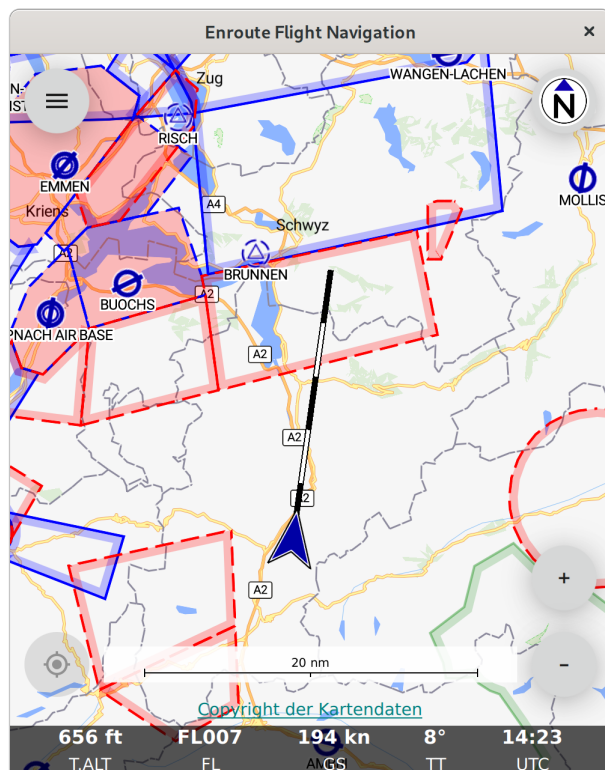 Enroute Flight Navigation
×
Zug
WANGEN-LACHEN
N
RISCH
EMMEN
MOLLIS
Kriens
A4
Schwyz
BRUNNEN
A2
BUOCHS
A2
PNACH AIR BASE
A2
A2
A2
A2
+
20 nm
-
Copyright der Kartendaten
656 ft FL007 194 kn 8° 14:23
T.ALT FL GS TT UTC